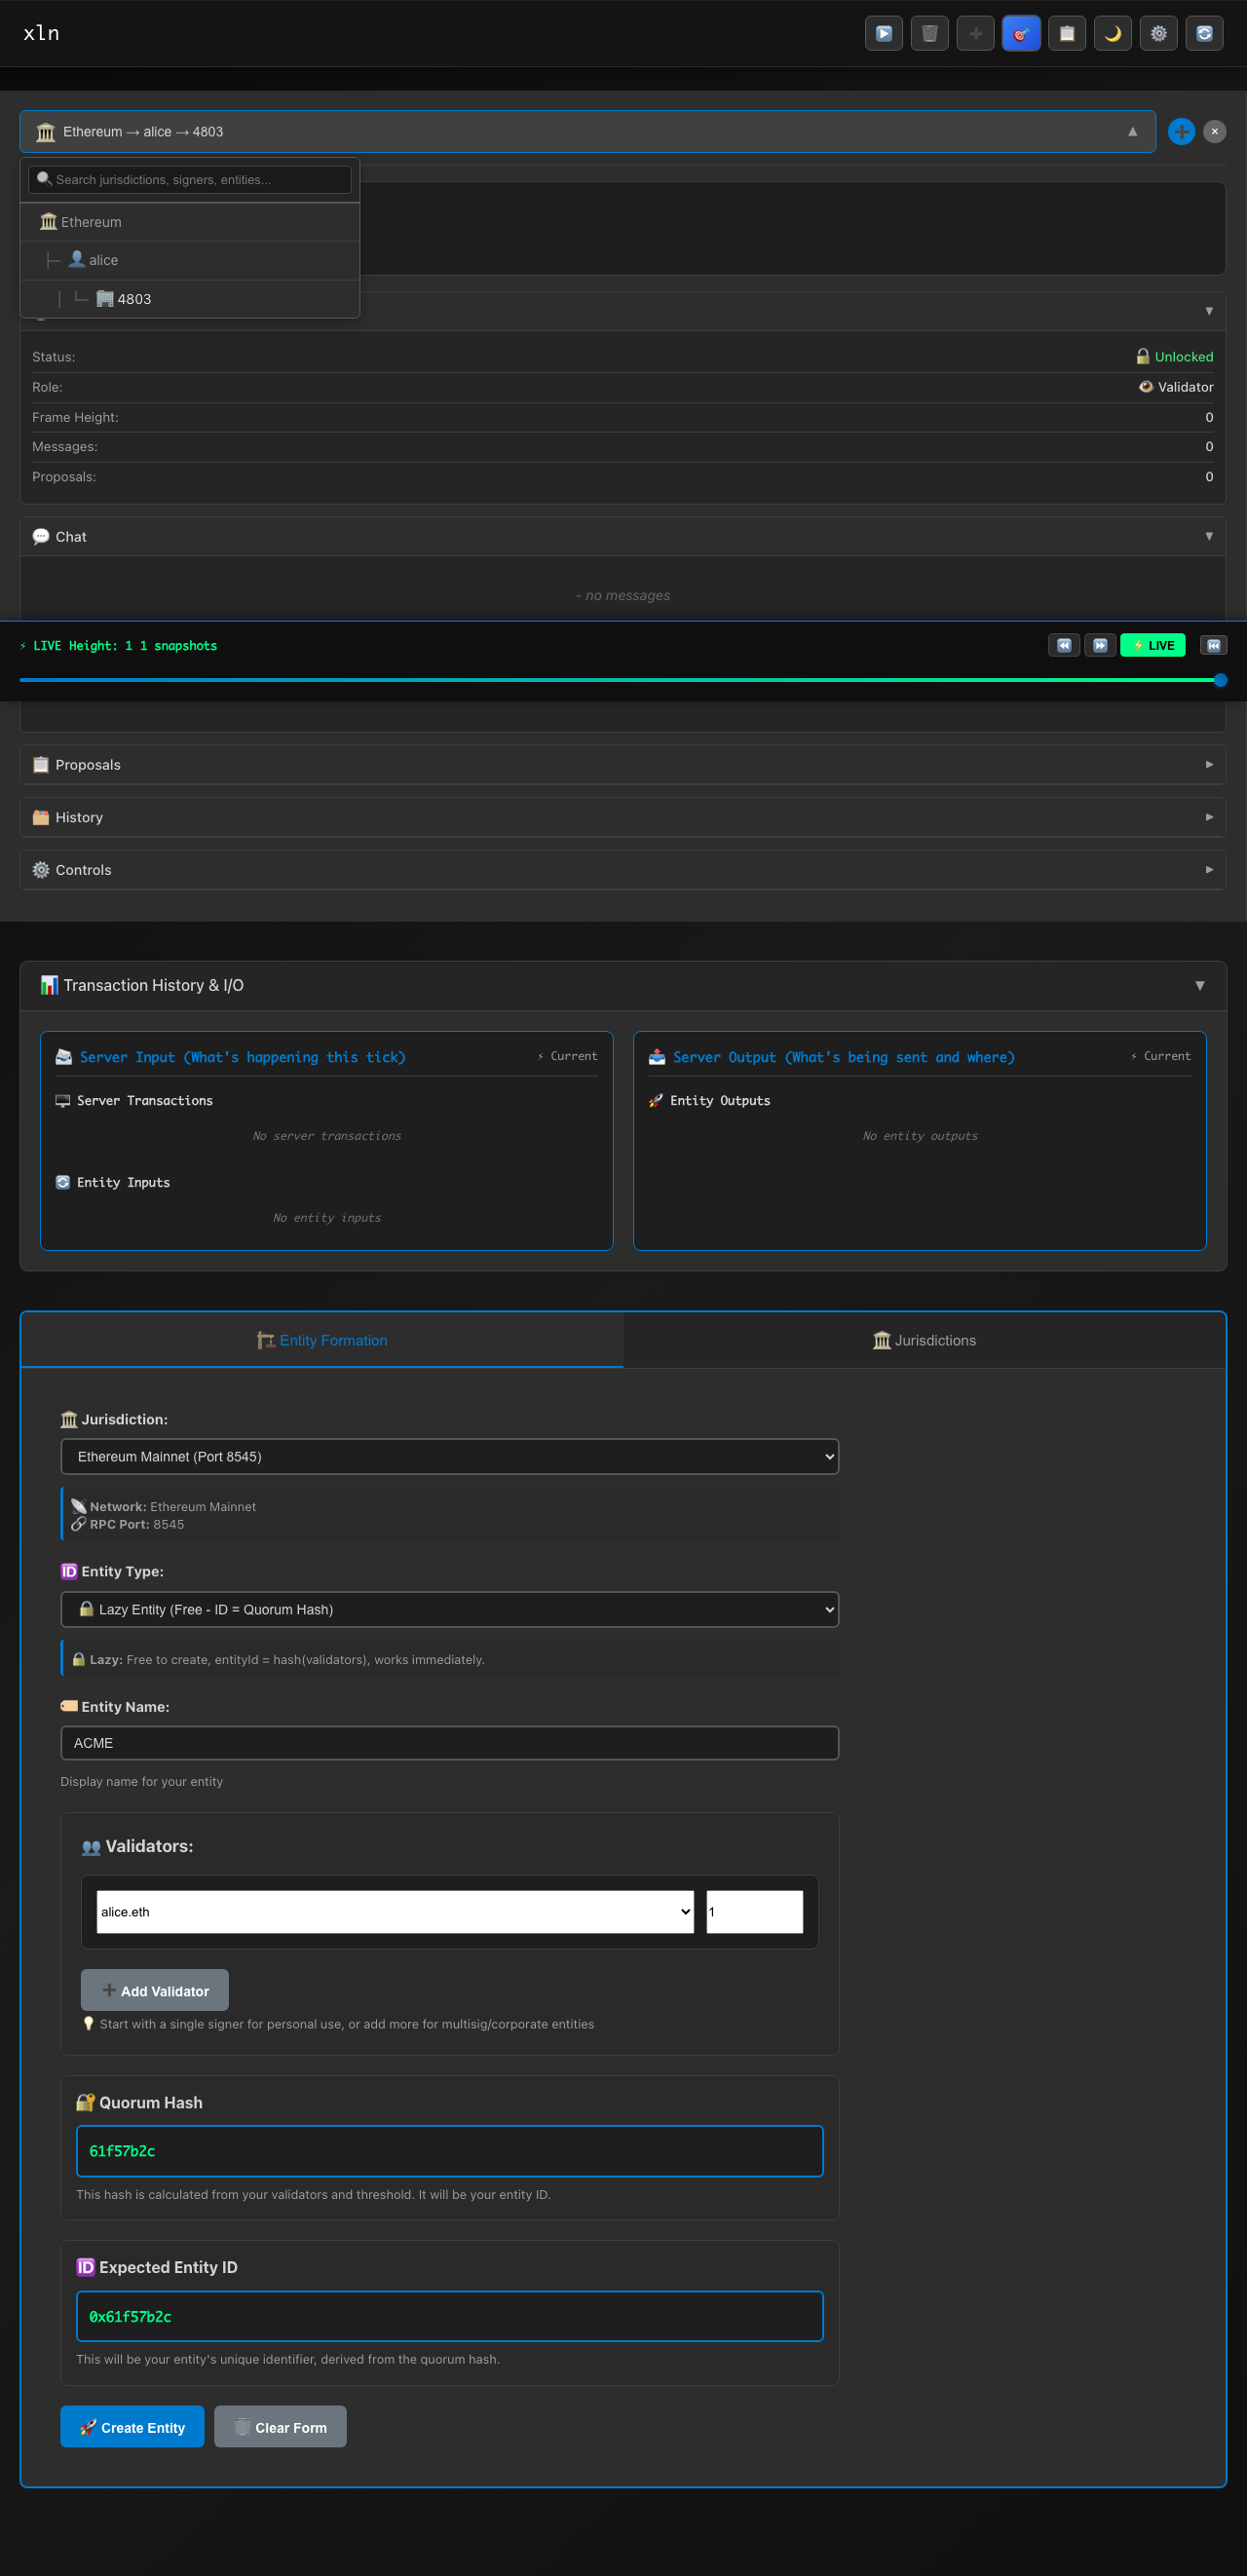 xln
Ethereum → alice → 4803
Search jurisdictions, signers, entities...
Ethereum
alice
4803
Status: Unlocked
Role: Validator
Frame Height: 0
Messages: 0
Proposals: 0
Chat
- no messages
LIVE Height: 1 1 snapshots LIVE
Proposals
History
Controls
Transaction History & I/O
Server Input (What's happening this tick) Current
Server Transactions
No server transactions
Entity Inputs
No entity inputs
Server Output (What's being sent and where) Current
Entity Outputs
No entity outputs
Entity Formation
Jurisdictions
Jurisdiction:
Ethereum Mainnet (Port 8545)
Network: Ethereum Mainnet
RPC Port: 8545
Entity Type:
Lazy Entity (Free - ID = Quorum Hash)
Lazy: Free to create, entityId = hash(validators), works immediately.
Entity Name:
ACME
Display name for your entity
Validators:
alice.eth 1
Add Validator
Start with a single signer for personal use, or add more for multisig/corporate entities
Quorum Hash
61f57b2c
This hash is calculated from your validators and threshold. It will be your entity ID.
Expected Entity ID
0x61f57b2c
This will be your entity's unique identifier, derived from the quorum hash.
Create Entity
Clear Form